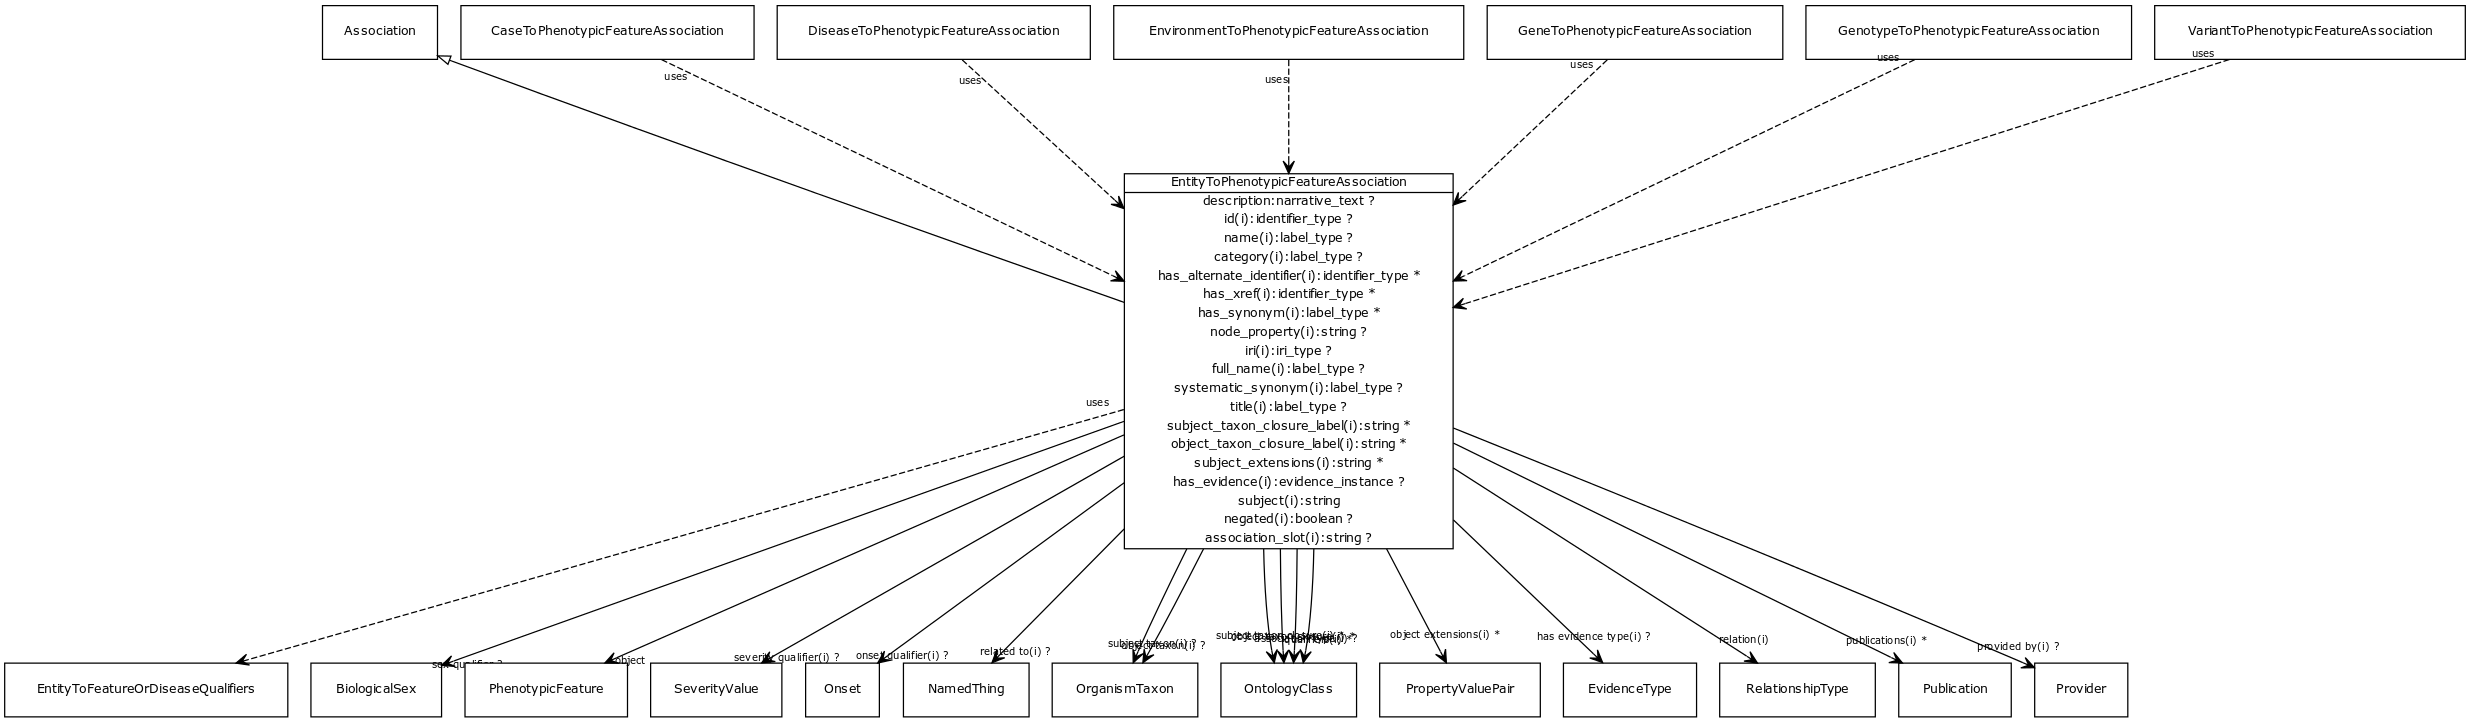 Association
CaseToPhenotypicFeatureAssociation
DiseaseToPhenotypicFeatureAssociation
EnvironmentToPhenotypicFeatureAssociation
GeneToPhenotypicFeatureAssociation
GenotypeToPhenotypicFeatureAssociation
VariantToPhenotypicFeatureAssociation
uses
uses
uses
uses
uses
uses
EntityToPhenotypicFeatureAssociation
description:narrative_text ?
id(i):identifier_type ?
name(i):label_type ?
category(i):label_type ?
has_alternate_identifier(i):identifier_type *
has_xref(i):identifier_type *
has_synonym(i):label_type *
node_property(i):string ?
iri(i):iri_type ?
full_name(i):label_type ?
systematic_synonym(i):label_type ?
title(i):label_type ?
subject_taxon_closure_label(i):string *
object_taxon_closure_label(i):string *
subject_extensions(i):string *
has_evidence(i):evidence_instance ?
subject(i):string
negated(i):boolean ?
association_slot(i):string ?
uses
sex qualifier ?
object
severity qualifier(i) ?
onset qualifier(i) ?
related to(i) ?
subject taxon(i) ?
object taxon(i) ?
object extensions(i) *
has evidence type(i) ?
relation(i)
publications(i) *
provided by(i) ?
EntityToFeatureOrDiseaseQualifiers
BiologicalSex
PhenotypicFeature
SeverityValue
Onset
NamedThing
OrganismTaxon
OntologyClass
PropertyValuePair
EvidenceType
RelationshipType
Publication
Provider